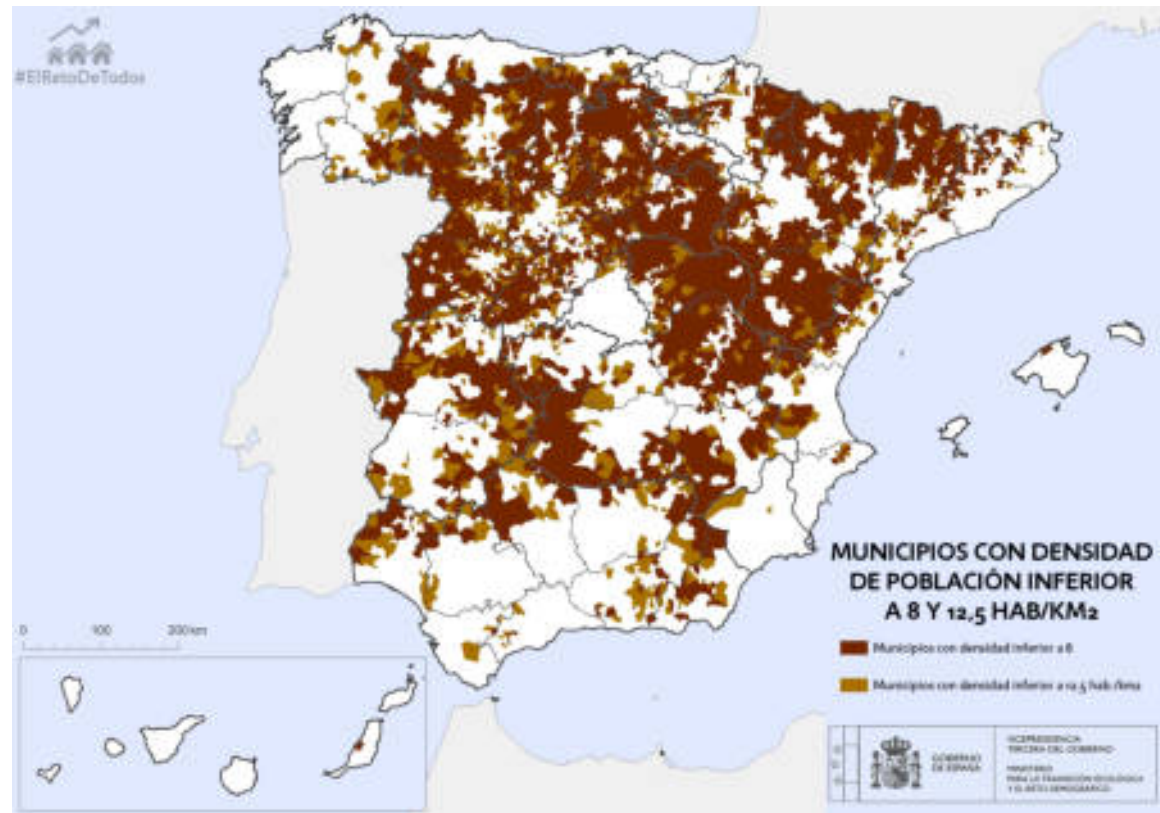 #ElRetoDeTodos
MUNICIPIOS CON DENSIDAD
DE POBLACIÓN INFERIOR
A 8 Y 12,5 HAB/KM2
Municipios con densidad inferior a 8
Municipios con densidad inferior a 12,5 hab /km2
0 100 200 km
GOBIERNO
DE ESPAÑA
VICEPRESIDENCIA
TERCERA DEL GOBIERNO
MINISTERIO
PARA LA TRANSICIÓN ECOLÓGICA
Y EL RETO DEMOGRÁFICO